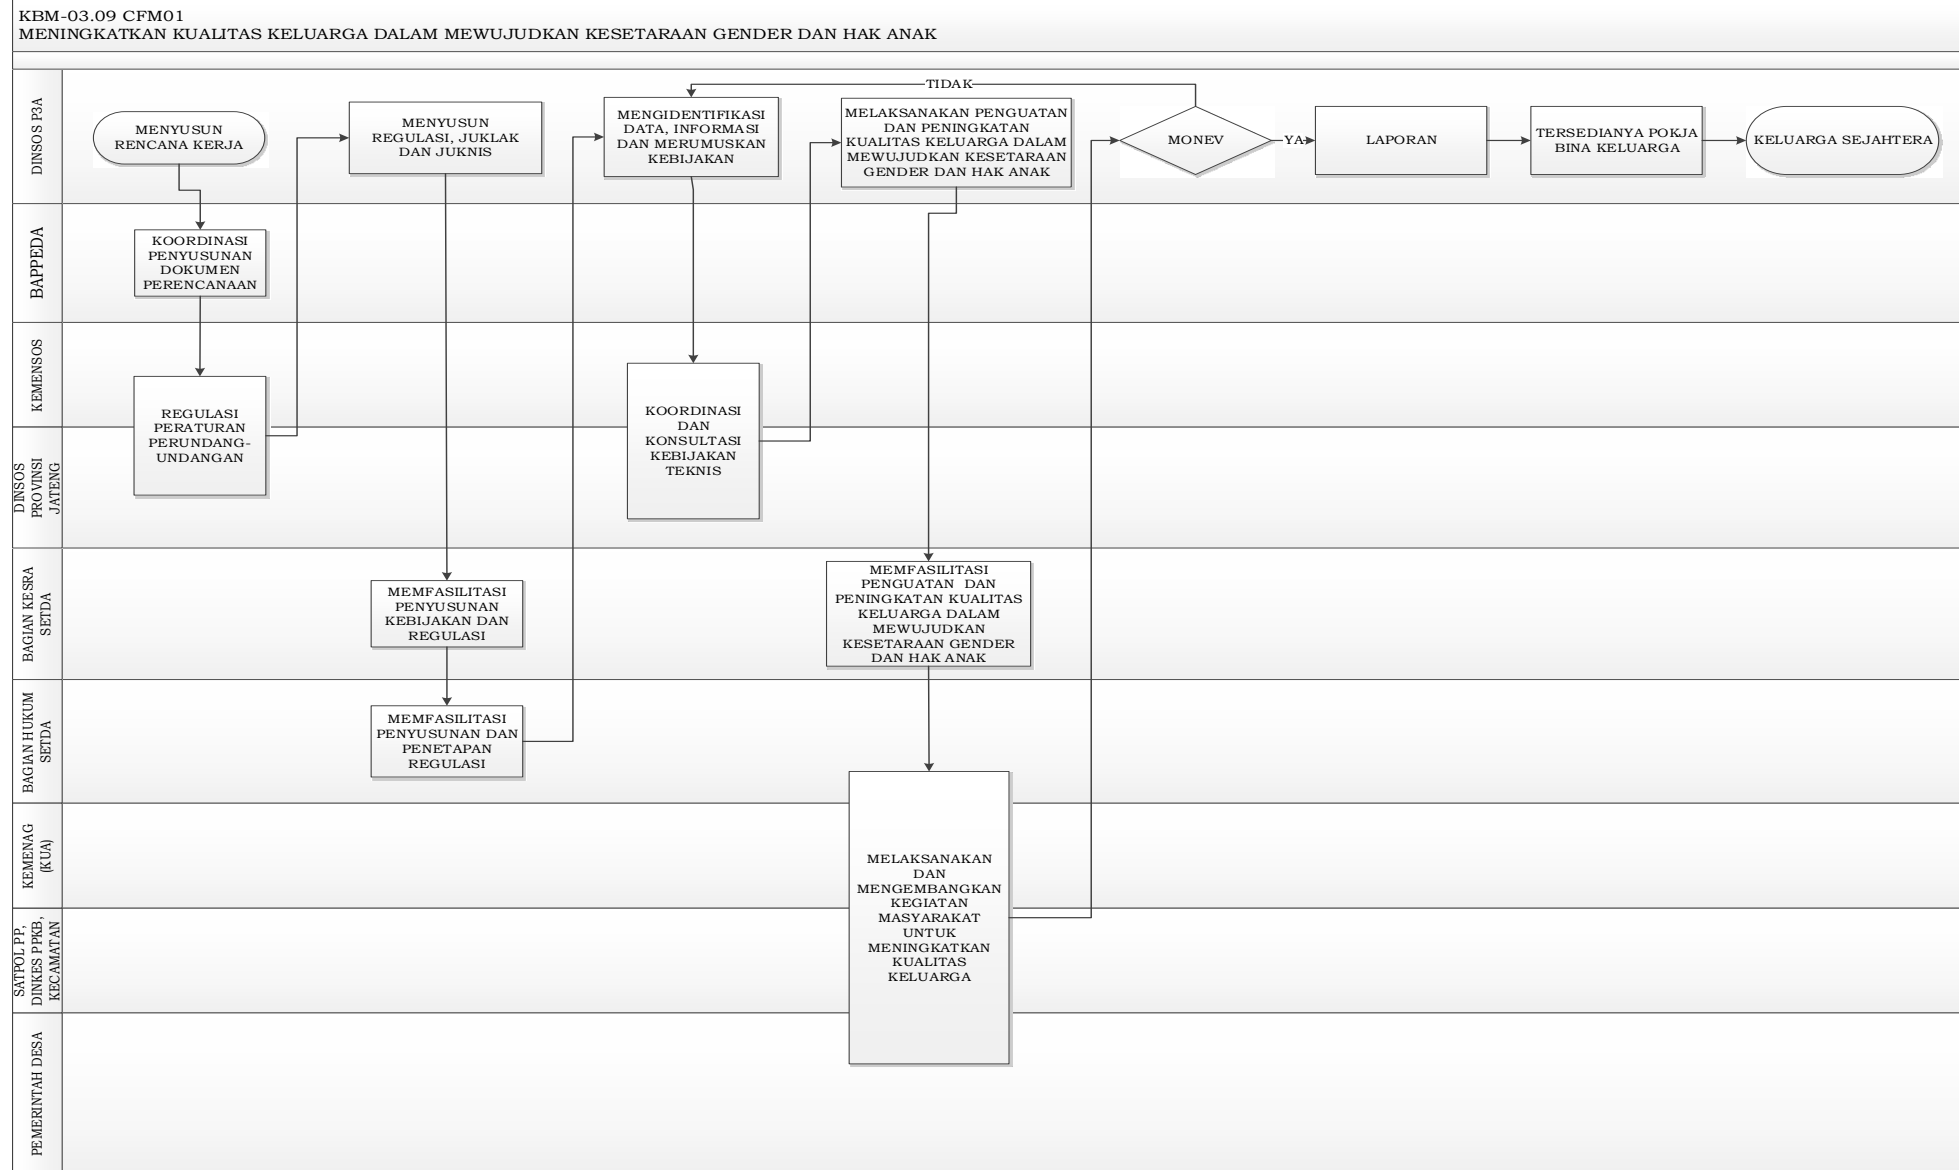 KBM-03.09 CFM01
MENINGKATKAN KUALITAS KELUARGA DALAM MEWUJUDKAN KESETARAAN GENDER DAN HAK ANAK
DINSOS P3A
MENYUSUN
RENCANA KERJA
MENYUSUN
REGULASI, JUKLAK
DAN JUKNIS
MENGIDENTIFIKASI
DATA, INFORMASI
DAN MERUMUSKAN
KEBIJAKAN
TIDAK
MELAKSANAKAN PENGUATAN
DAN PENINGKATAN
KUALITAS KELUARGA DALAM
MEWUJUDKAN KESETARAAN
GENDER DAN HAK ANAK
MONEV
YA
LAPORAN
TERSEDIANYA POKJA
BINA KELUARGA
KELUARGA SEJAHTERA
BAPPEDA
KOORDINASI
PENYUSUNAN
DOKUMEN
PERENCANAAN
KEMENSOS
REGULASI
PERATURAN
PERUNDANG-
UNDANGAN
KOORDINASI
DAN
KONSULTASI
KEBIJAKAN
TEKNIS
DINSOS
PROVINSI
JATENG
BAGIAN KESRA
SETDA
MEMFASILITASI
PENYUSUNAN
KEBIJAKAN DAN
REGULASI
MEMFASILITASI
PENGUATAN  DAN
PENINGKATAN KUALITAS
KELUARGA DALAM
MEWUJUDKAN
KESETARAAN GENDER
DAN HAK ANAK
BAGIAN HUKUM
SETDA
MEMFASILITASI
PENYUSUNAN DAN
PENETAPAN
REGULASI
KEMENAG
(KUA)
MELAKSANAKAN
DAN
MENGEMBANGKAN
KEGIATAN
MASYARAKAT
UNTUK
MENINGKATKAN
KUALITAS
KELUARGA
SATPOL PP,
DINKES PPKB,
KECAMATAN
PEMERINTAH DESA